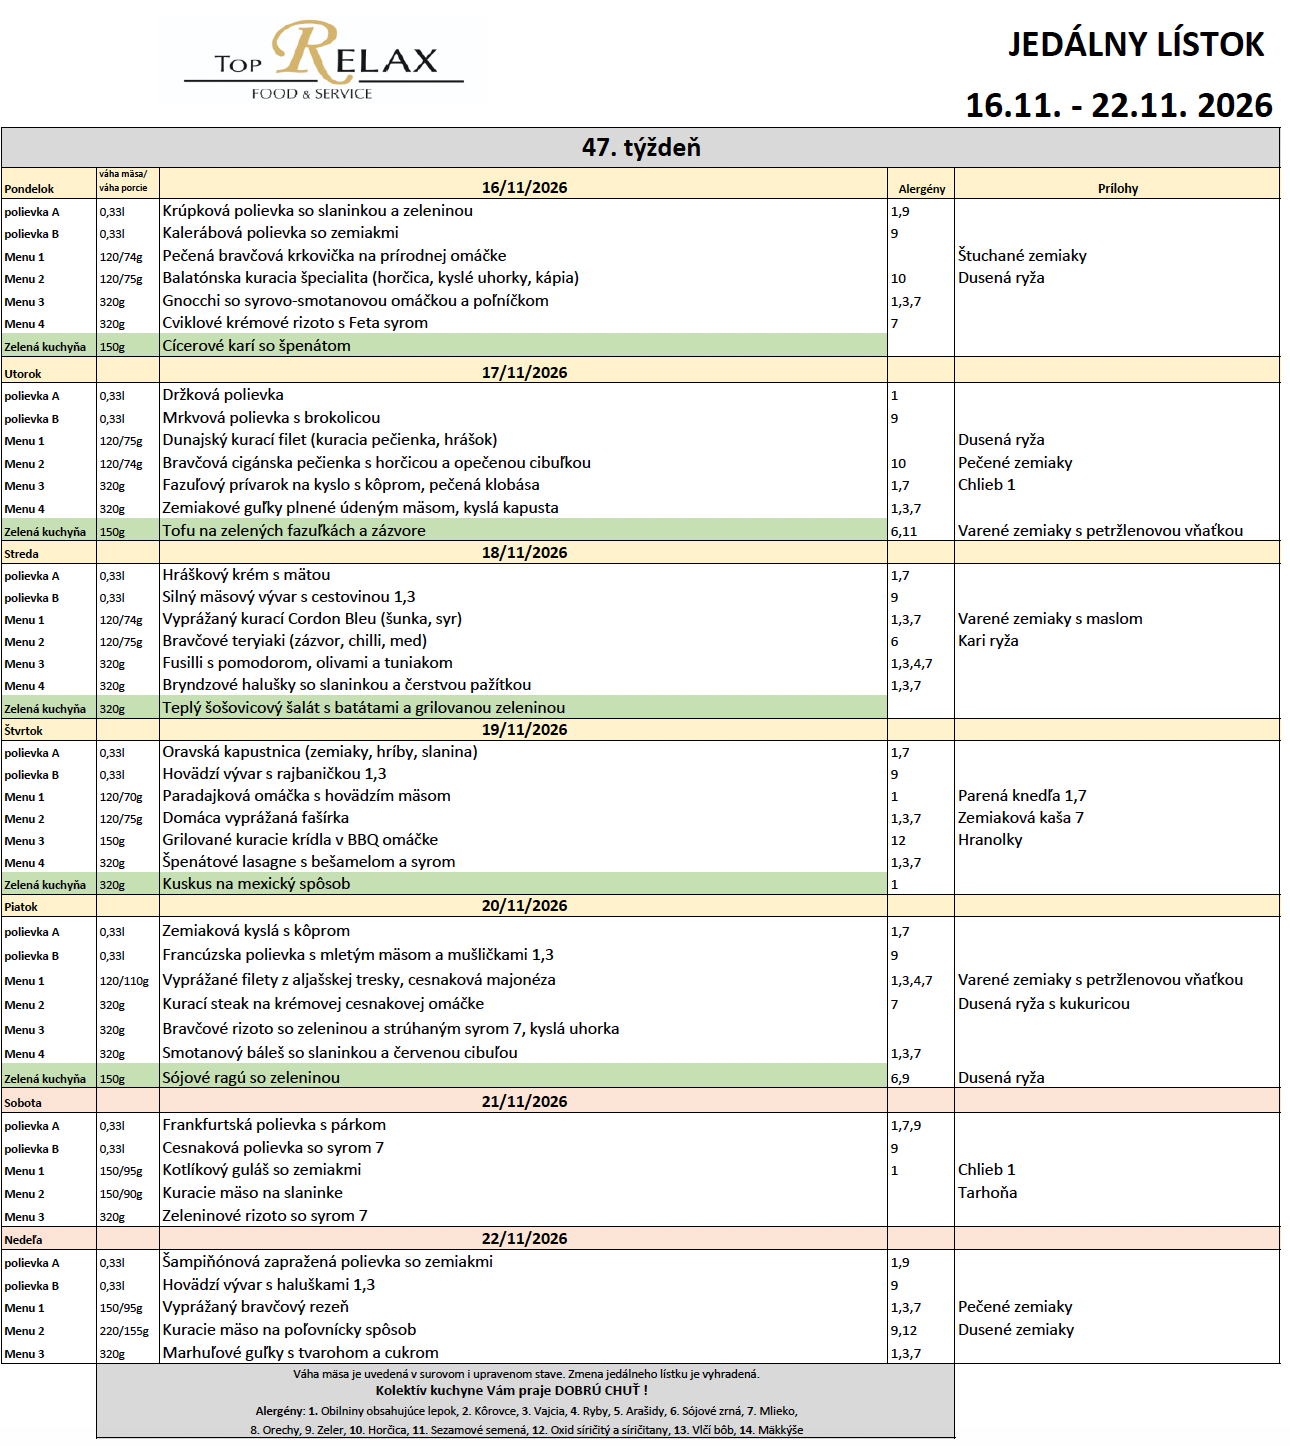 TOP RELAX
FOOD & SERVICE
JEDÁLNY LÍSTOK
16.11. - 22.11. 2026
47. týždeň
Pondelok váha mäsa/ váha porcie 16/11/2026 Alergény Prílohy
polievka A 0,33l Krúpková polievka so slaninkou a zeleninou 1,9
polievka B 0,33l Kalerábová polievka so zemiakmi 9
Menu 1 120/74g Pečená bravčová krkovička na prírodnej omáčke Štuchané zemiaky
Menu 2 120/75g Balatónska kuracia špecialita (horčica, kyslé uhorky, kápia) 10 Dusená ryža
Menu 3 320g Gnocchi so syrovo-smotanovou omáčkou a poľníčkom 1,3,7
Menu 4 320g Cviklové krémové rizoto s Feta syrom 7
Zelená kuchyňa 150g Cícerové karí so špenátom
Utorok 17/11/2026
polievka A 0,33l Držková polievka 1
polievka B 0,33l Mrkvová polievka s brokolicou 9
Menu 1 120/75g Dunajský kurací filet (kuracia pečienka, hrášok) Dusená ryža
Menu 2 120/74g Bravčová cigánska pečienka s horčicou a opečenou cibuľkou 10 Pečené zemiaky
Menu 3 320g Fazuľový prívarok na kyslo s kôprom, pečená klobása 1,7 Chlieb 1
Menu 4 320g Zemiakové guľky plnené údeným mäsom, kyslá kapusta 1,3,7
Zelená kuchyňa 150g Tofu na zelených fazuľkách a zázvore 6,11 Varené zemiaky s petržlenovou vňaťkou
Streda 18/11/2026
polievka A 0,33l Hráškový krém s mätou 1,7
polievka B 0,33l Silný mäsový vývar s cestovinou 1,3 9
Menu 1 120/74g Vyprážaný kurací Cordon Bleu (šunka, syr) 1,3,7 Varené zemiaky s maslom
Menu 2 120/75g Bravčové teryiaki (zázvor, chilli, med) 6 Kari ryža
Menu 3 320g Fusilli s pomodorom, olivami a tuniakom 1,3,4,7
Menu 4 320g Bryndzové halušky so slaninkou a čerstvou pažítkou 1,3,7
Zelená kuchyňa 320g Teplý šošovicový šalát s batátami a grilovanou zeleninou
Štvrtok 19/11/2026
polievka A 0,33l Oravská kapustnica (zemiaky, hríby, slanina) 1,7
polievka B 0,33l Hovädzí vývar s rajbaničkou 1,3 9
Menu 1 120/70g Paradajková omáčka s hovädzím mäsom 1 Parená knedľa 1,7
Menu 2 120/75g Domáca vyprážaná fašírka 1,3,7 Zemiaková kaša 7
Menu 3 150g Grilované kuracie krídla v BBQ omáčke 12 Hranolky
Menu 4 320g Špenátové lasagne s bešamelom a syrom 1,3,7
Zelená kuchyňa 320g Kuskus na mexický spôsob 1
Piatok 20/11/2026
polievka A 0,33l Zemiaková kyslá s kôprom 1,7
polievka B 0,33l Francúzska polievka s mletým mäsom a mušličkami 1,3 9
Menu 1 120/110g Vyprážané filety z aljašskej tresky, cesnaková majonéza 1,3,4,7 Varené zemiaky s petržlenovou vňaťkou
Menu 2 320g Kurací steak na krémovej cesnakovej omáčke 7 Dusená ryža s kukuricou
Menu 3 320g Bravčové rizoto so zeleninou a strúhaným syrom 7, kyslá uhorka
Menu 4 320g Smotanový báleš so slaninkou a červenou cibuľou 1,3,7
Zelená kuchyňa 150g Sójové ragú so zeleninou 6,9 Dusená ryža
Sobota 21/11/2026
polievka A 0,33l Frankfurtská polievka s párkom 1,7,9
polievka B 0,33l Cesnaková polievka so syrom 7 9
Menu 1 150/95g Kotlíkový guláš so zemiakmi 1 Chlieb 1
Menu 2 150/90g Kuracie mäso na slaninke Tarhoňa
Menu 3 320g Zeleninové rizoto so syrom 7
Nedeľa 22/11/2026
polievka A 0,33l Šampiňónová zapražená polievka so zemiakmi 1,9
polievka B 0,33l Hovädzí vývar s haluškami 1,3 9
Menu 1 150/95g Vyprážaný bravčový rezeň 1,3,7 Pečené zemiaky
Menu 2 220/155g Kuracie mäso na poľovnícky spôsob 9,12 Dusené zemiaky
Menu 3 320g Marhuľové guľky s tvarohom a cukrom 1,3,7
Váha mäsa je uvedená v surovom i upravenom stave. Zmena jedálneho lístku je vyhradená.
Kolektív kuchyne Vám praje DOBRÚ CHUŤ !
Alergény: 1. Obilniny obsahujúce lepok, 2. Kôrovce, 3. Vajcia, 4. Ryby, 5. Arašidy, 6. Sójové zrná, 7. Mlieko,
8. Orechy, 9. Zeler, 10. Horčica, 11. Sezamové semená, 12. Oxid siričitý a siričitany, 13. Vlčí bôb, 14. Mäkkýše